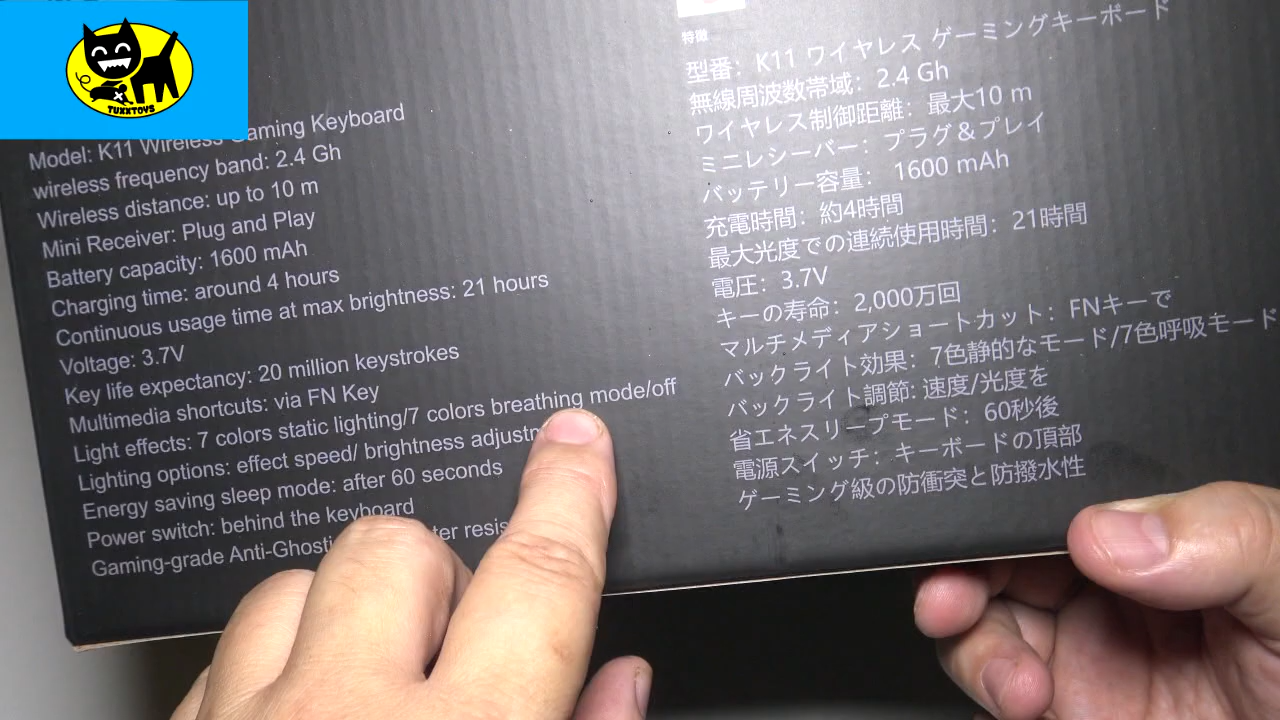 TUXXTOYS
Model: K11 Wireless Gaming Keyboard
wireless frequency band: 2.4 Gh
Wireless distance: up to 10 m
Mini Receiver: Plug and Play
Battery capacity: 1600 mAh
Charging time: around 4 hours
Continuous usage time at max brightness: 21 hours
Voltage: 3.7V
Key life expectancy: 20 million keystrokes
Multimedia shortcuts: via FN Key
Light effects: 7 colors static lighting/7 colors breathing mode/off
Lighting options: effect speed/ brightness
Energy saving sleep mode: after 60 seconds
Power switch: behind the keyboard
Gaming-grade
特徴
型番: K11 ワイヤレス ゲーミングキーボード
無線周波数帯域: 2.4 Gh
ワイヤレス制御距離: 最大10 m
ミニレシーバー: プラグ&プレイ
バッテリー容量: 1600 mAh
充電時間: 約4時間
最大光度での連続使用時間: 21時間
電圧: 3.7V
キーの寿命: 2,000万回
マルチメディアショートカット: FNキーで
バックライト効果: 7色静的なモード/7色呼吸モード
バックライト調節: 速度/光度を
省エネスリープモード: 60秒後
電源スイッチ: キーボードの頂部
ゲーミング級の防衝突と防撥水性